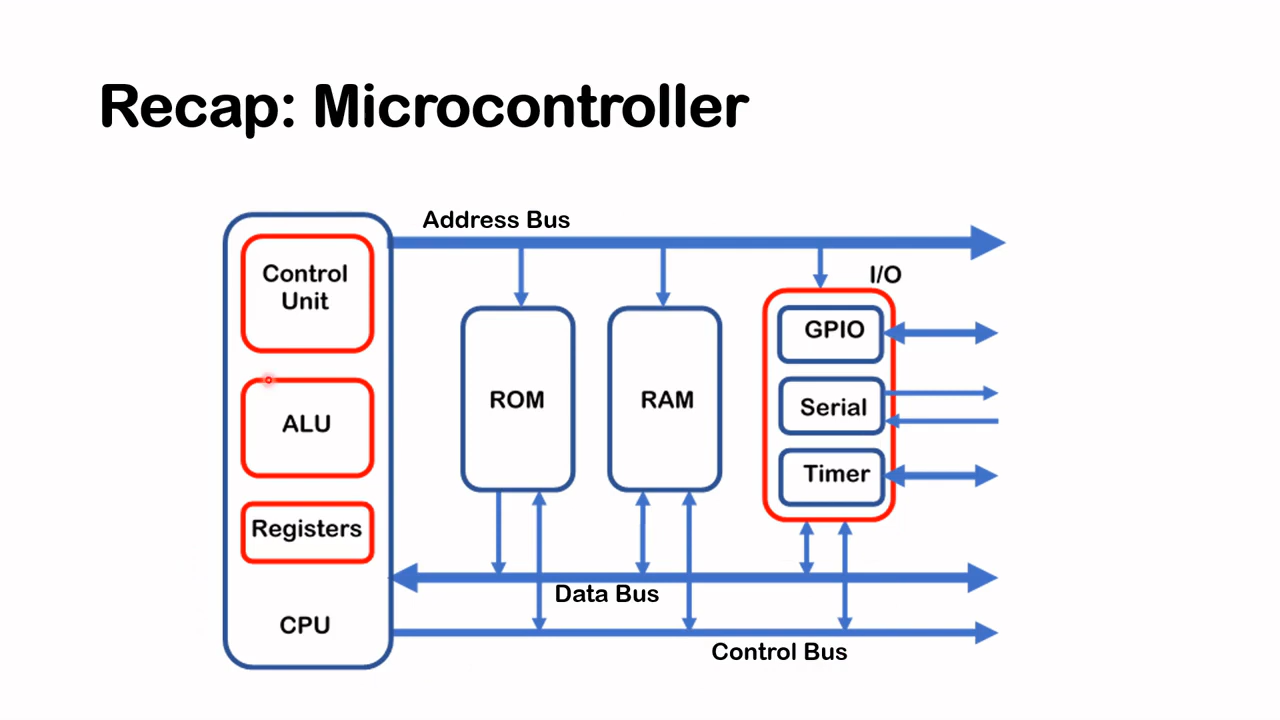 Recap: Microcontroller
Address Bus
Control
Unit
ALU
Registers
CPU
ROM
RAM
I/O
GPIO
Serial
Timer
Data Bus
Control Bus